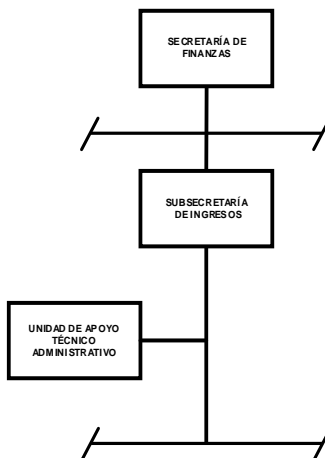 SECRETARÍA DE
FINANZAS
SUBSECRETARÍA
DE INGRESOS
UNIDAD DE APOYO
TÉCNICO
ADMINISTRATIVO